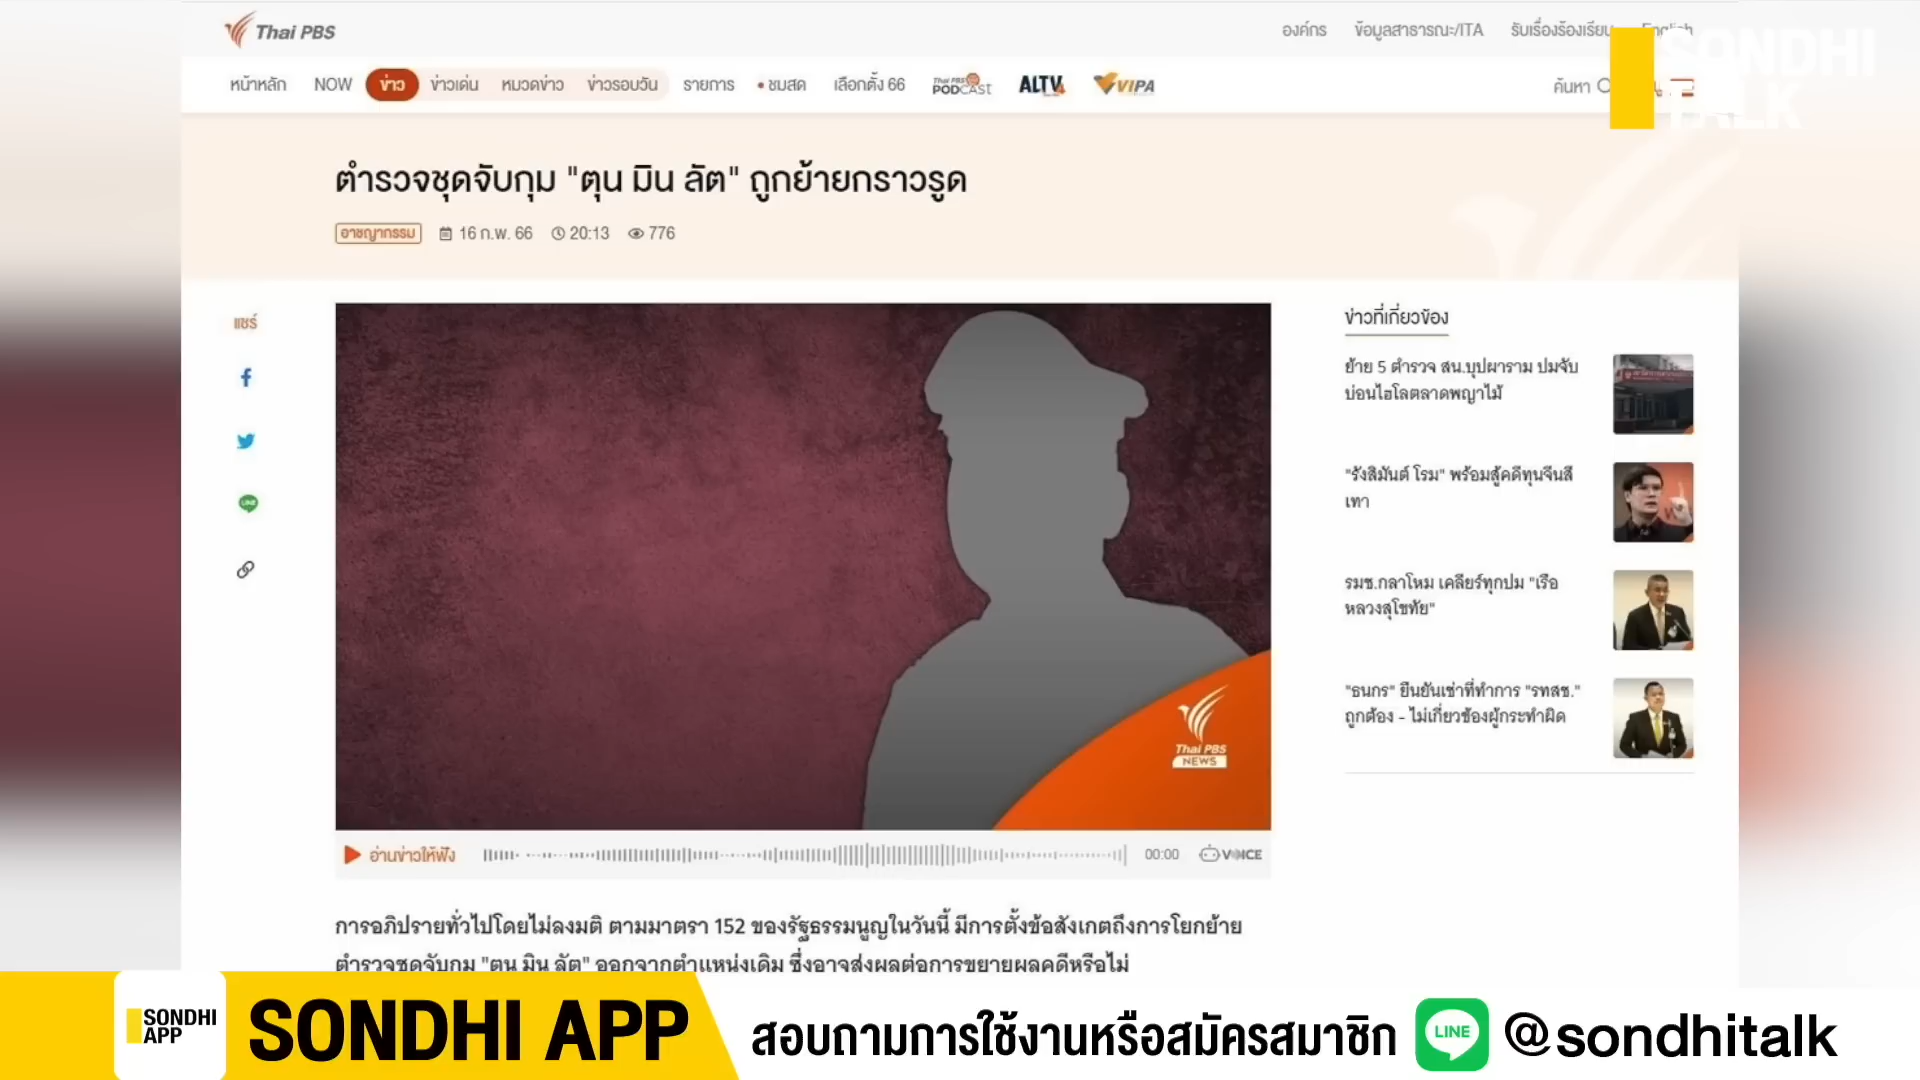 Thai PBS
องค์กร ข้อมูลสาธารณะ/ITA รับเรื่องร้องเรียน English
SONDHI
TALK
หน้าหลัก NOW ข่าว ข่าวเด่น หมวดข่าว ข่าวรอบวัน รายการ ชมสด เลือกตั้ง 66 Thai PBS PODCAST ALTV VIPA ค้นหา
ตำรวจชุดจับกุม "ตุน มิน ลัต" ถูกย้ายกราวรูด
อาชญากรรม 16 ก.พ. 66 20:13 776
แชร์
LINE
Thai PBS
NEWS
ข่าวที่เกี่ยวข้อง
ย้าย 5 ตำรวจ สน.บุปผาราม ปมจับ
บ่อนไฮโลตลาดพญาไม้
"รังสิมันต์ โรม" พร้อมสู้คดีทุนจีนสี
เทา
รมช.กลาโหม เคลียร์ทุกปม "เรือ
หลวงสุโขทัย"
"ธนกร" ยืนยันเช่าที่ทำการ "รทสช."
ถูกต้อง - ไม่เกี่ยวข้องผู้กระทำผิด
อ่านข่าวให้ฟัง 00:00 VOICE
การอภิปรายทั่วไปโดยไม่ลงมติ ตามมาตรา 152 ของรัฐธรรมนูญในวันนี้ มีการตั้งข้อสังเกตถึงการโยกย้าย
ตำรวจชุดจับกุม "ตุน มิน ลัต" ออกจากตำแหน่งเดิม ซึ่งอาจส่งผลต่อการขยายผลคดีหรือไม่
SONDHI
APP
SONDHI APP
สอบถามการใช้งานหรือสมัครสมาชิก LINE @sondhitalk